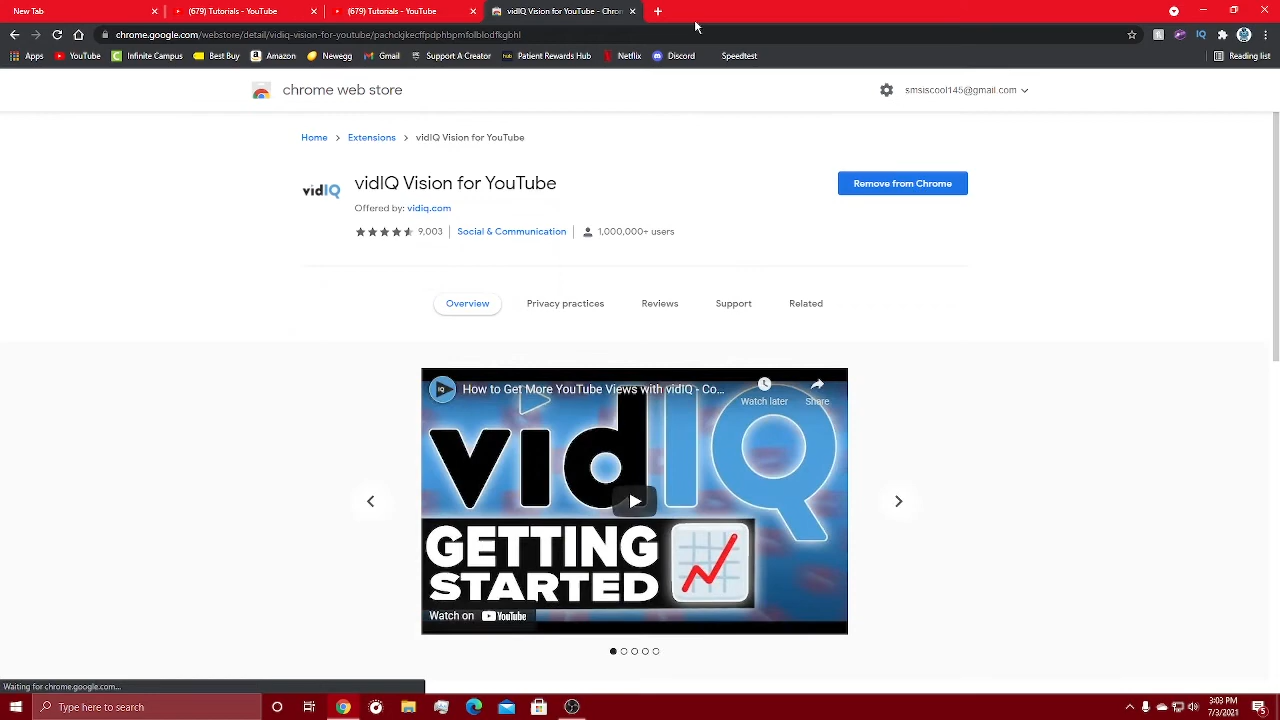 New Tab
(679) Tutorials - YouTube
(679) Tutorials - YouTube
vidIQ Vision for YouTube - Chro
chrome.google.com/webstore/detail/vidiq-vision-for-youtube/pachckjkecffpdphbpmfolblodfkgbhl
Apps YouTube Infinite Campus Best Buy Amazon Newegg Gmail Support A Creator Patient Rewards Hub Netflix Discord Speedtest Reading list
chrome web store
smsiscool145@gmail.com
Home > Extensions > vidIQ Vision for YouTube
vidIQ
vidIQ Vision for YouTube
Remove from Chrome
Offered by: vidiq.com
9,003 | Social & Communication | 1,000,000+ users
Overview
Privacy practices
Reviews
Support
Related
How to Get More YouTube Views with vidIQ - Co...
Watch later
Share
vidIQ
GETTING
STARTED
Watch on YouTube
Waiting for chrome.google.com...
Type here to search
3:03 PM
7/3/2021